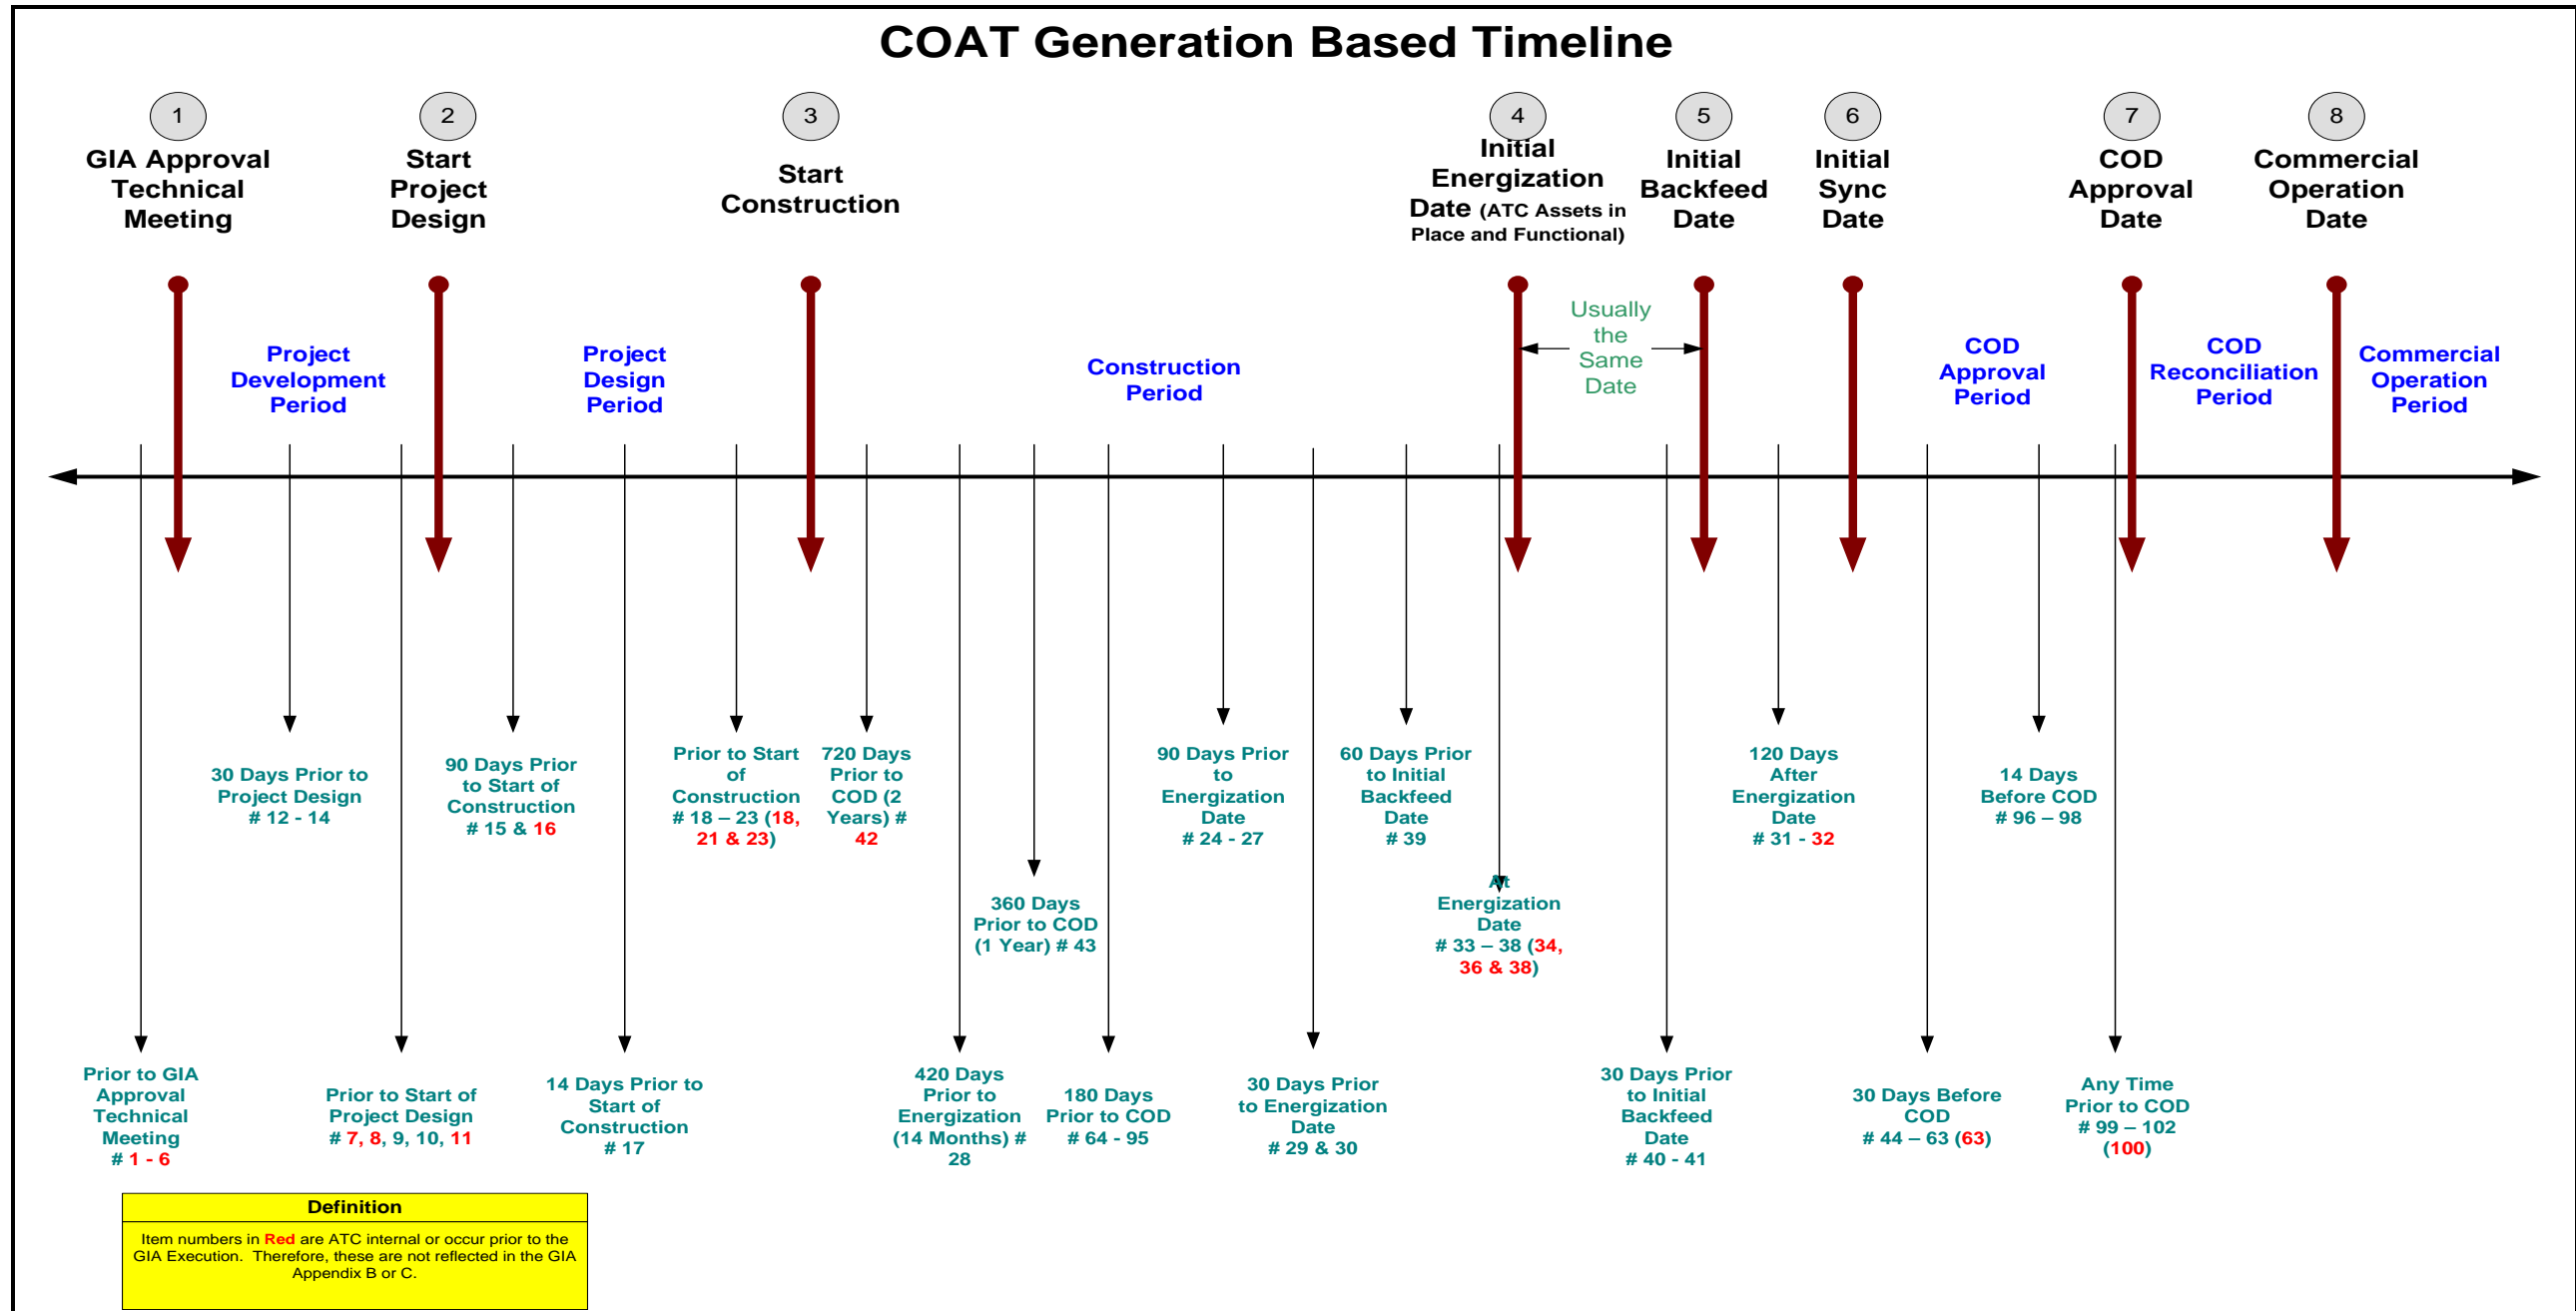 COAT Generation Based Timeline
1
GIA Approval
Technical
Meeting
2
Start
Project
Design
3
Start
Construction
4
Initial
Energization
Date (ATC Assets in
Place and Functional)
5
Initial
Backfeed
Date
6
Initial
Sync
Date
7
COD
Approval
Date
8
Commercial
Operation
Date
Project
Development
Period
Project
Design
Period
Construction
Period
Usually
the
Same
Date
COD
Approval
Period
COD
Reconciliation
Period
Commercial
Operation
Period
30 Days Prior to
Project Design
# 12 - 14
90 Days Prior
to Start of
Construction
# 15 & 16
Prior to Start
of
Construction
# 18 – 23 (18,
21 & 23)
720 Days
Prior to
COD (2
Years) #
42
360 Days
Prior to COD
(1 Year) # 43
90 Days Prior
to
Energization
Date
# 24 - 27
60 Days Prior
to Initial
Backfeed
Date
# 39
At
Energization
Date
# 33 – 38 (34,
36 & 38)
120 Days
After
Energization
Date
# 31 - 32
14 Days
Before COD
# 96 – 98
Prior to GIA
Approval
Technical
Meeting
# 1 - 6
Prior to Start of
Project Design
# 7, 8, 9, 10, 11
14 Days Prior to
Start of
Construction
# 17
420 Days
Prior to
Energization
(14 Months) #
28
180 Days
Prior to COD
# 64 - 95
30 Days Prior
to Energization
Date
# 29 & 30
30 Days Prior
to Initial
Backfeed
Date
# 40 - 41
30 Days Before
COD
# 44 – 63 (63)
Any Time
Prior to COD
# 99 – 102
(100)
Definition
Item numbers in Red are ATC internal or occur prior to the
GIA Execution. Therefore, these are not reflected in the GIA
Appendix B or C.